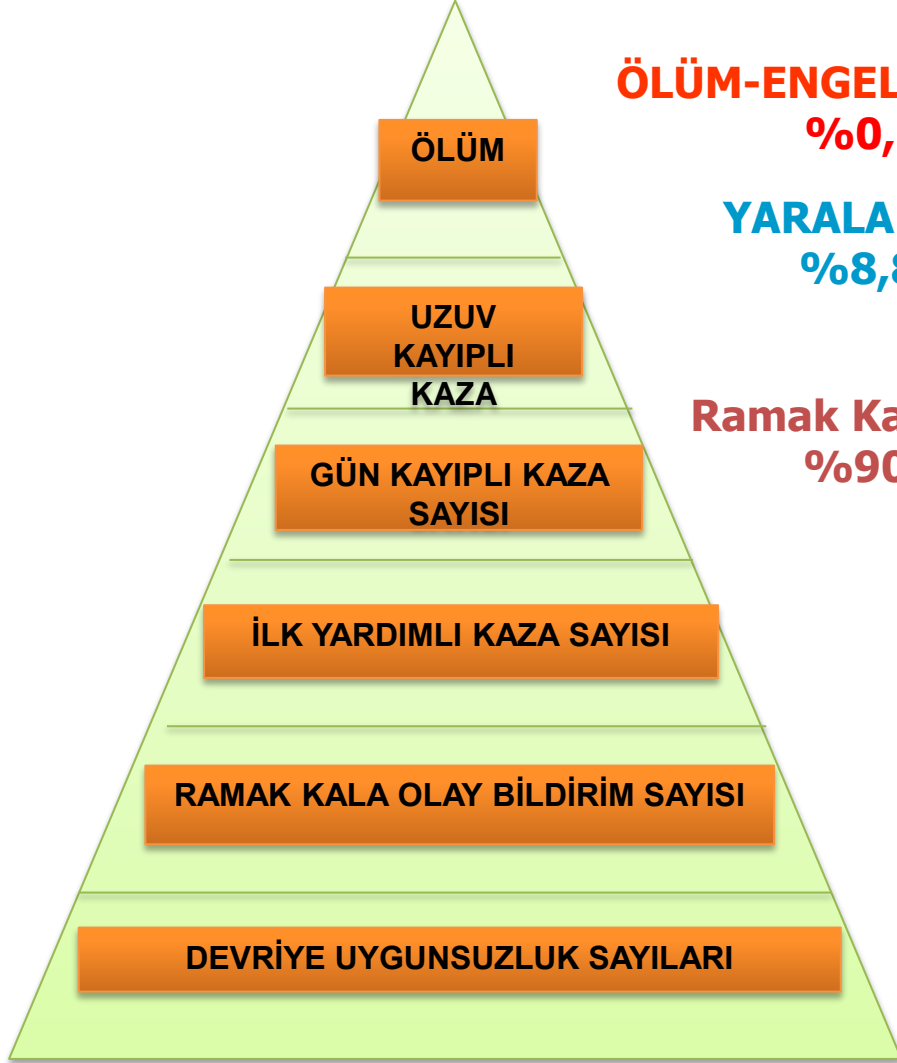 ÖLÜM-ENGEL
%0,
ÖLÜM
YARALA
%8,8
UZUV
KAYIPLI
KAZA
Ramak Ka
%90
GÜN KAYIPLI KAZA
SAYISI
İLK YARDIMLI KAZA SAYISI
RAMAK KALA OLAY BİLDİRİM SAYISI
DEVRİYE UYGUNSUZLUK SAYILARI